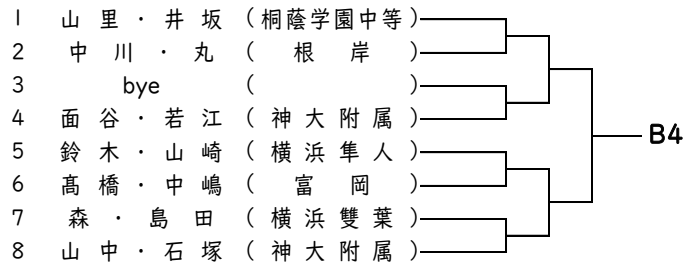 1 山里・井坂 (桐蔭学園中等)
2 中川・丸 (根岸)
3 bye ( )
4 面谷・若江 (神大附属)
B4
5 鈴木・山崎 (横浜隼人)
6 髙橋・中嶋 (富岡)
7 森・島田 (横浜雙葉)
8 山中・石塚 (神大附属)